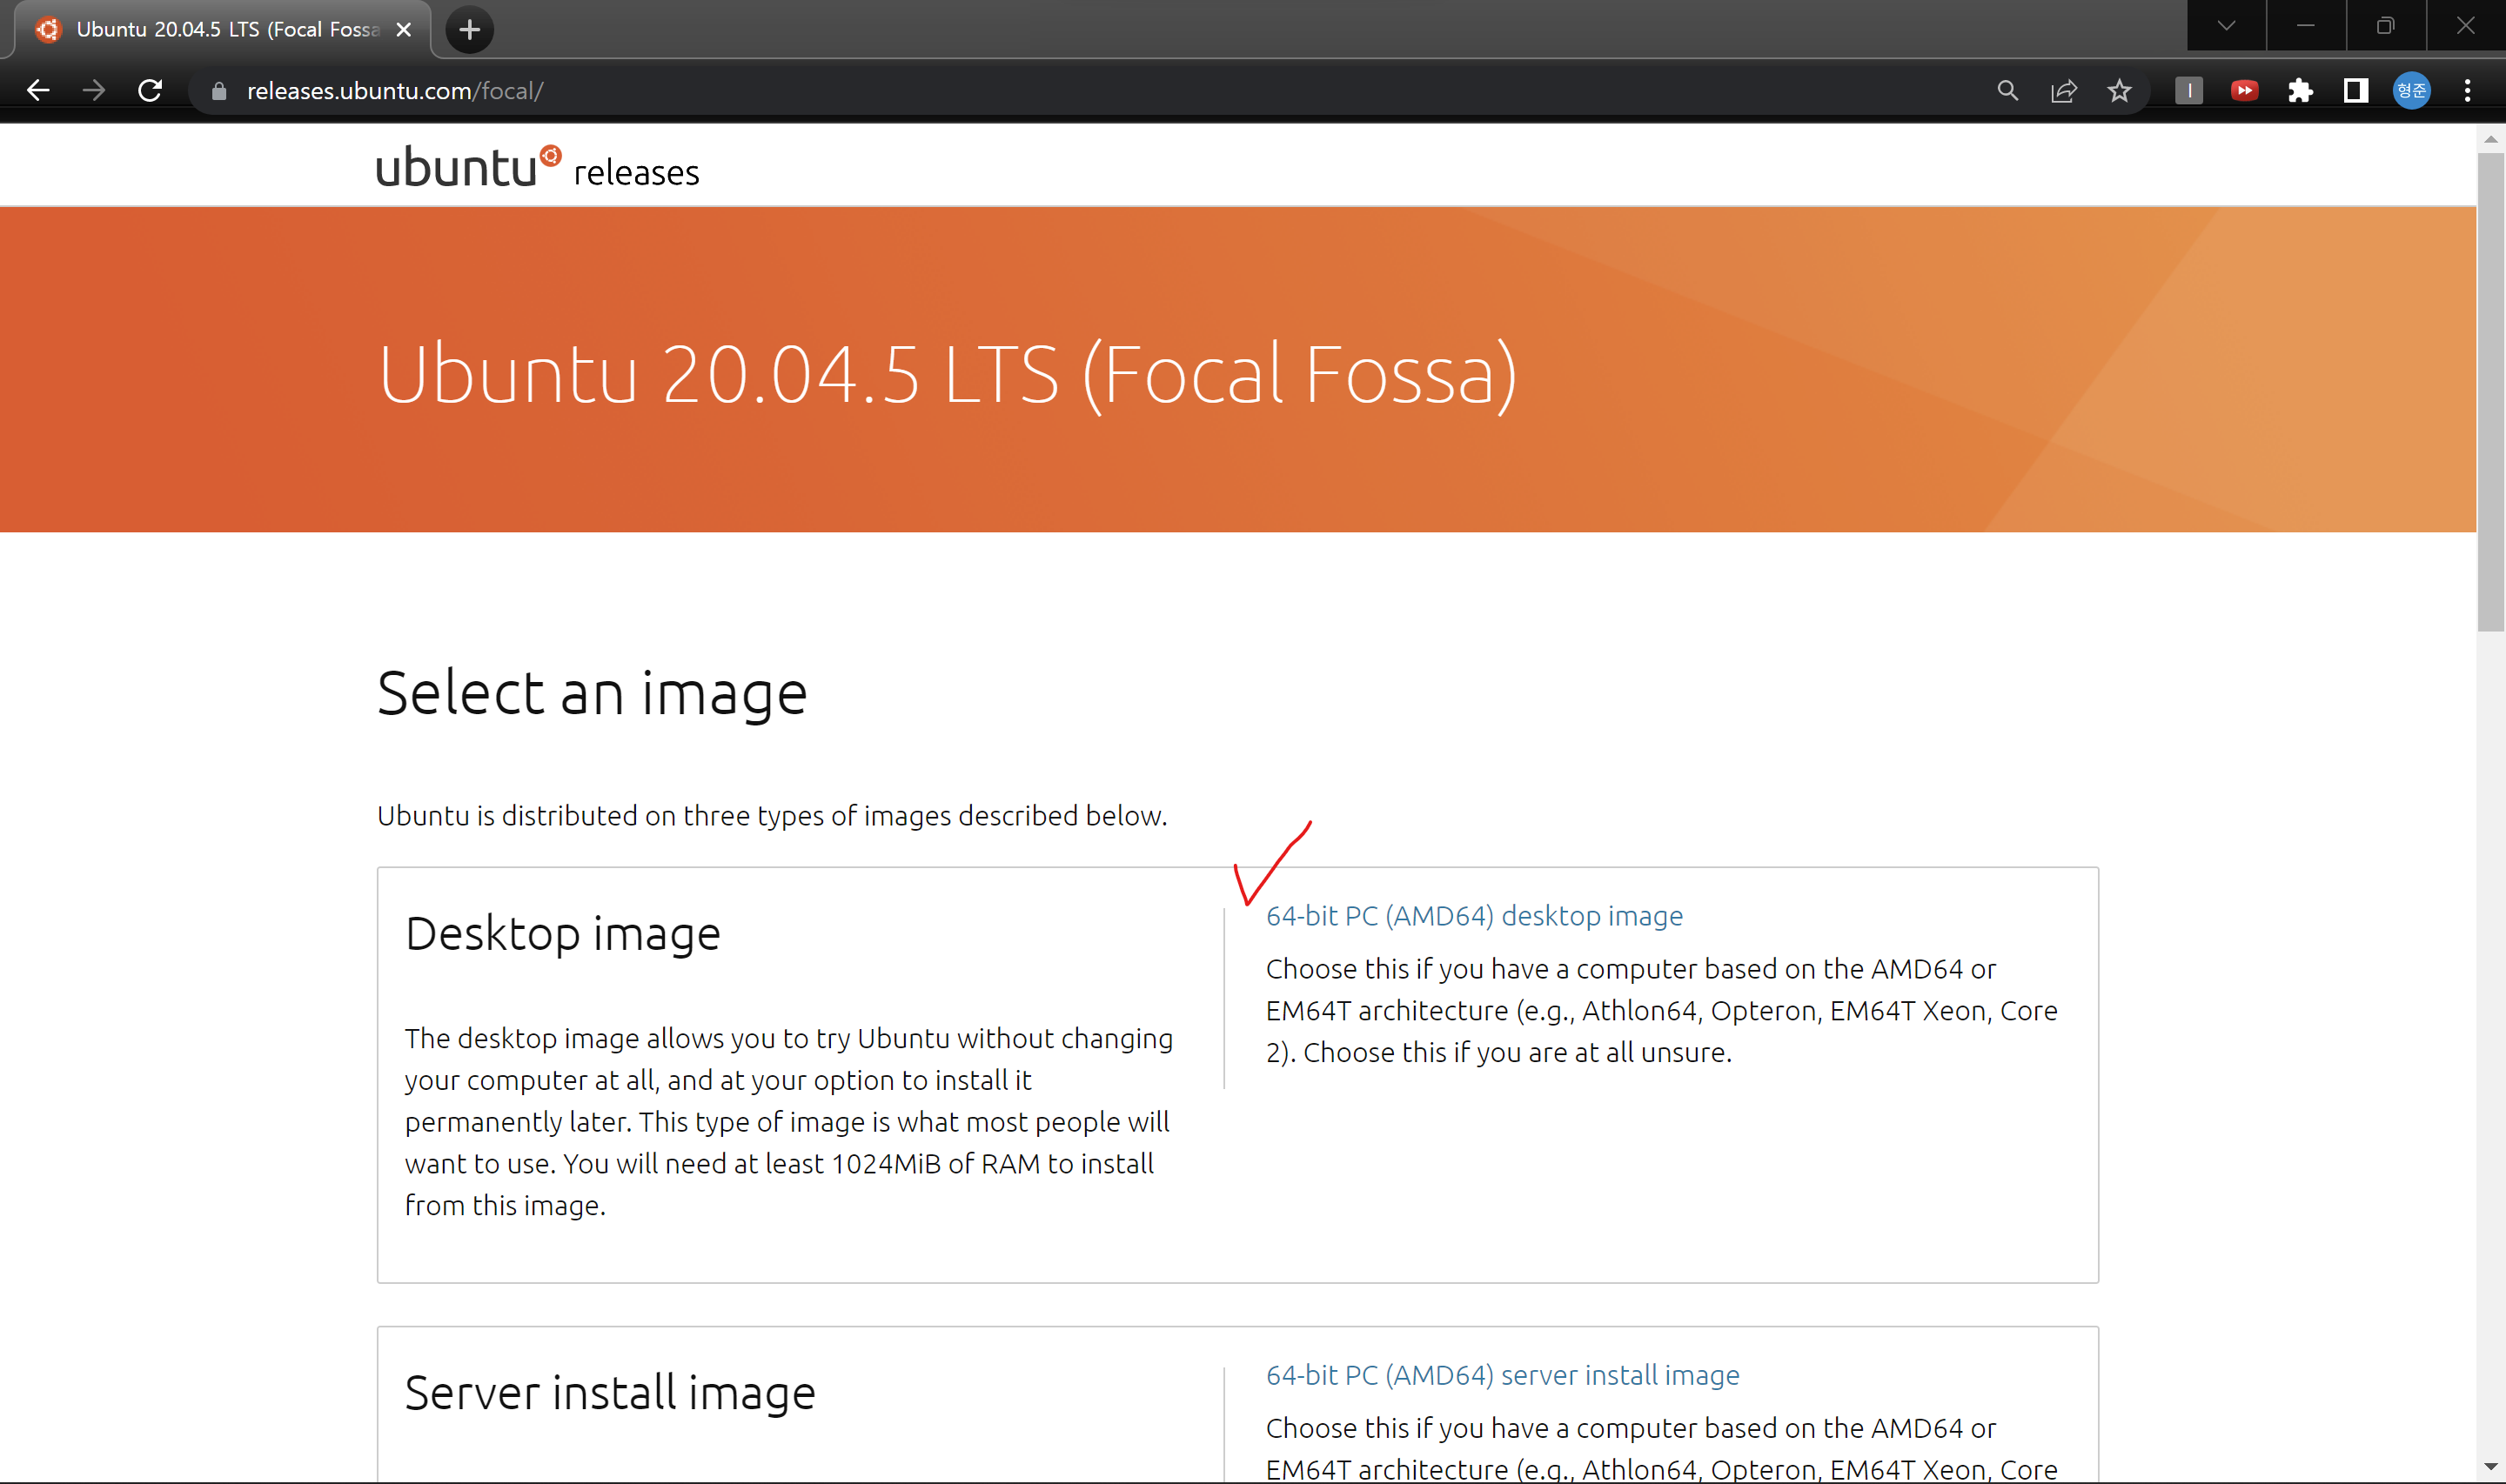 Ubuntu 20.04.5 LTS (Focal Fossa
releases.ubuntu.com/focal/
형준
ubuntu releases
Ubuntu 20.04.5 LTS (Focal Fossa)
Select an image
Ubuntu is distributed on three types of images described below.
Desktop image
The desktop image allows you to try Ubuntu without changing
your computer at all, and at your option to install it
permanently later. This type of image is what most people will
want to use. You will need at least 1024MiB of RAM to install
from this image.
64-bit PC (AMD64) desktop image
Choose this if you have a computer based on the AMD64 or
EM64T architecture (e.g., Athlon64, Opteron, EM64T Xeon, Core
2). Choose this if you are at all unsure.
Server install image
64-bit PC (AMD64) server install image
Choose this if you have a computer based on the AMD64 or
EM64T architecture (e.g., Athlon64, Opteron, EM64T Xeon, Core